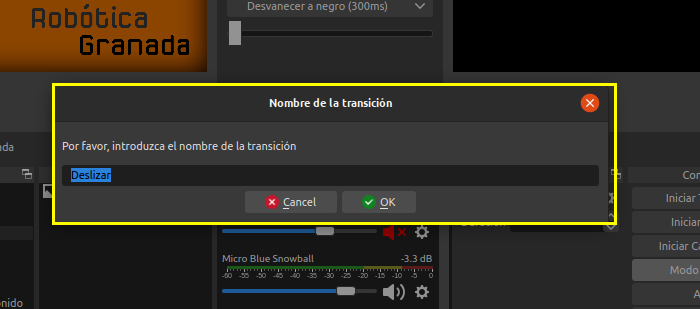 Robótica
Granada
Desvanecer a negro (300ms)
Nombre de la transición
Por favor, introduzca el nombre de la transición
Deslizar
Cancel
OK
Micro Blue Snowball
-3.3 dB
-60 -55 -50 -45 -40 -35 -30 -25 -20 -15 -10 -5 0
Iniciar
Iniciar
Iniciar
Modo